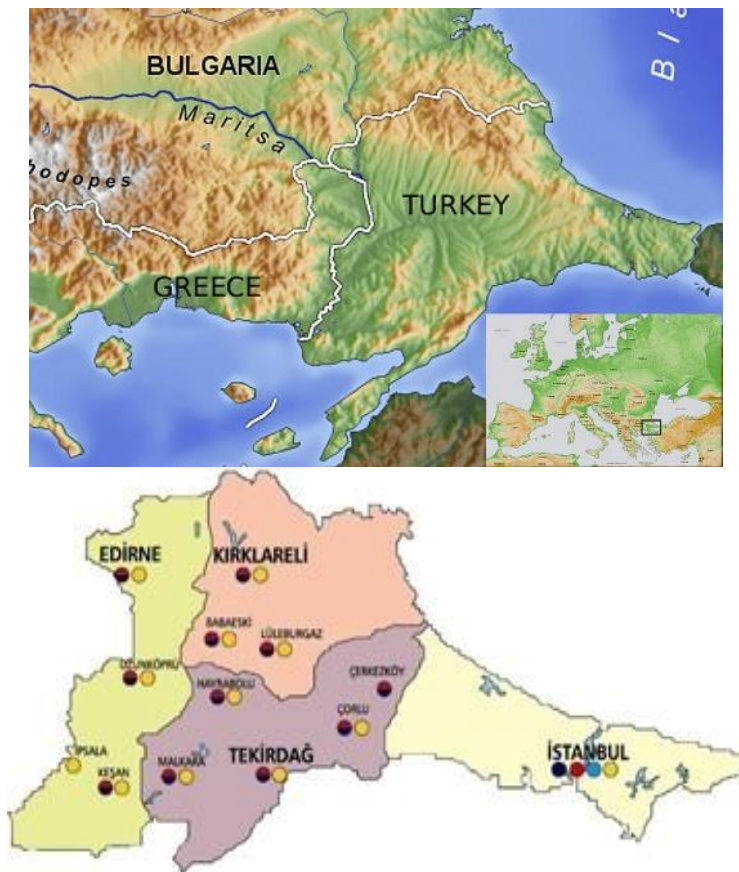 Bla
BULGARIA
Maritsa
hodopes
TURKEY
GREECE
EDİRNE
KIRKLARELİ
BABAESKİ
LÜLEBURGAZ
UZUNKÖPRÜ
HAYRABOLU
ÇERKEZKÖY
ÇORLU
İPSALA
KEŞAN
MALKARA
TEKİRDAĞ
İSTANBUL